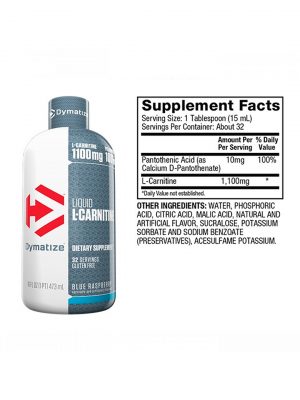 Dymatize
L-CARNITINE
1100mg
LIQUID
L-CARNITINE
DIETARY SUPPLEMENT
32 SERVINGS
GLUTEN FREE
BLUE RASPBERRY
Dymatize
Supplement Facts
Serving Size: 1 Tablespoon (15 mL)
Servings Per Container: About 32
Amount Per % Daily
Per Serving Value
Pantothenic Acid (as 10mg 100%
Calcium D-Pantothenate)
L-Carnitine 1,100mg *
*Daily Value not established.
OTHER INGREDIENTS: WATER, PHOSPHORIC
ACID, CITRIC ACID, MALIC ACID, NATURAL AND
ARTIFICIAL FLAVOR, SUCRALOSE, POTASSIUM
SORBATE AND SODIUM BENZOATE
(PRESERVATIVES), ACESULFAME POTASSIUM.